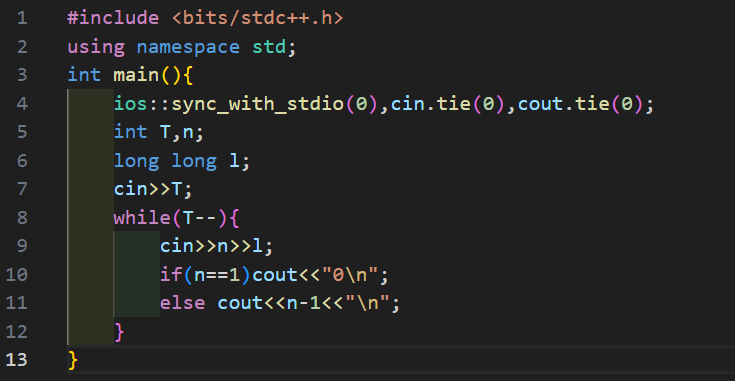 1 #include <bits/stdc++.h>
2 using namespace std;
3 int main(){
4     ios::sync_with_stdio(0),cin.tie(0),cout.tie(0);
5     int T,n;
6     long long l;
7     cin>>T;
8     while(T--){
9         cin>>n>>l;
10         if(n==1)cout<<"0\n";
11         else cout<<n-1<<"\n";
12     }
13 }